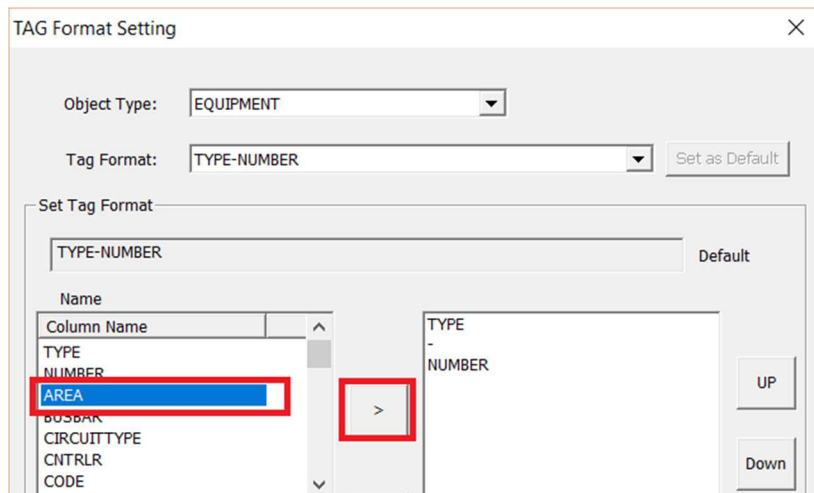 TAG Format Setting
Object Type: EQUIPMENT
Tag Format: TYPE-NUMBER Set as Default
Set Tag Format
TYPE-NUMBER Default
Name
Column Name
TYPE
NUMBER
AREA
BUSBAR
CIRCUITTYPE
CNTRLR
CODE
>
TYPE
-
NUMBER
UP
Down